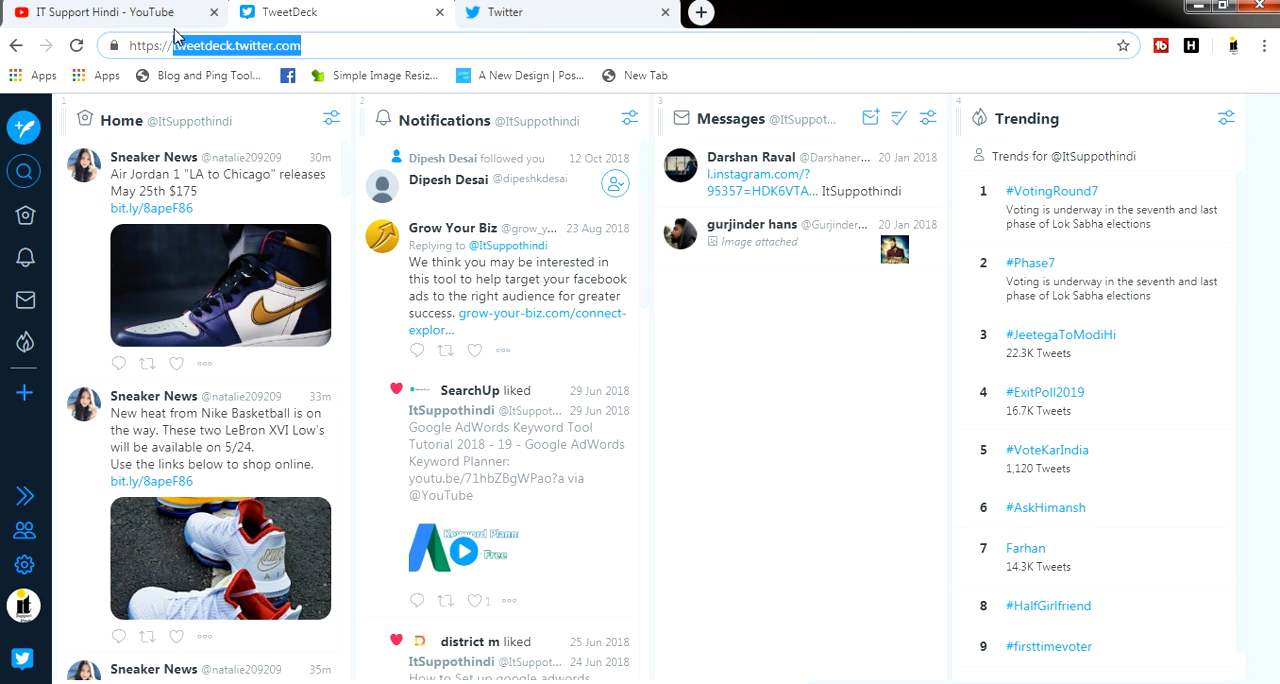 IT Support Hindi - YouTube
TweetDeck
Twitter
https://tweetdeck.twitter.com
Apps
Apps
Blog and Ping Tool...
Simple Image Resiz...
A New Design | Pos...
New Tab
1
Home @ItSuppothindi
Sneaker News @natalie209209 30m
Air Jordan 1 "LA to Chicago" releases
May 25th $175
bit.ly/8apeF86
Sneaker News @natalie209209 33m
New heat from Nike Basketball is on
the way. These two LeBron XVI Low's
will be available on 5/24.
Use the links below to shop online.
bit.ly/8apeF86
Sneaker News @natalie209209 35m
2
Notifications @ItSuppothindi
Dipesh Desai followed you 12 Oct 2018
Dipesh Desai @dipeshkdesai
Grow Your Biz @grow_y... 23 Aug 2018
Replying to @ItSuppothindi
We think you may be interested in
this tool to help target your facebook
ads to the right audience for greater
success. grow-your-biz.com/connect-
explor...
SearchUp liked 29 Jun 2018
ItSuppothindi @ItSuppot... 29 Jun 2018
Google AdWords Keyword Tool
Tutorial 2018 - 19 - Google AdWords
Keyword Planner:
youtu.be/71hbZBgWPao?a via
@YouTube
Keyword Plann
Free
1
district m liked 25 Jun 2018
ItSuppothindi @ItSuppot... 24 Jun 2018
How to Set up google adwords
3
Messages @ItSuppot...
Darshan Raval @Darshaner... 20 Jan 2018
l.instagram.com/?
95357=HDK6VTA... ItSuppothindi
gurjinder hans @Gurjinder... 20 Jan 2018
Image attached
4
Trending
Trends for @ItSuppothindi
1 #VotingRound7
Voting is underway in the seventh and last
phase of Lok Sabha elections
2 #Phase7
Voting is underway in the seventh and last
phase of Lok Sabha elections
3 #JeetegaToModiHi
22.3K Tweets
4 #ExitPoll2019
16.7K Tweets
5 #VoteKarIndia
1,120 Tweets
6 #AskHimansh
7 Farhan
14.3K Tweets
8 #HalfGirlfriend
9 #firsttimevoter